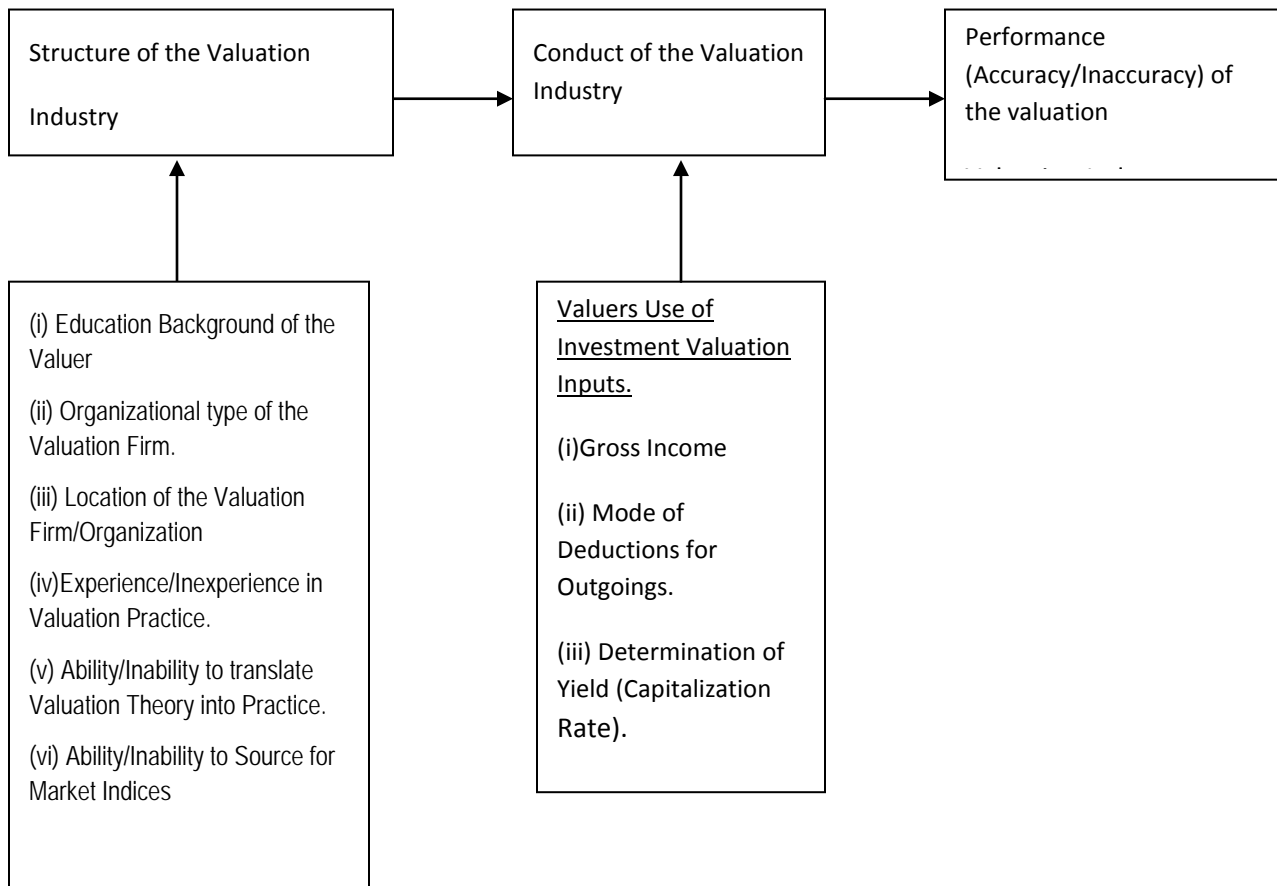 Structure of the Valuation
Industry
Conduct of the Valuation
Industry
Performance
(Accuracy/Inaccuracy) of
the valuation
(i) Education Background of the
Valuer
(ii) Organizational type of the
Valuation Firm.
(iii) Location of the Valuation
Firm/Organization
(iv)Experience/Inexperience in
Valuation Practice.
(v) Ability/Inability to translate
Valuation Theory into Practice.
(vi) Ability/Inability to Source for
Market Indices
Valuers Use of
Investment Valuation
Inputs.
(i)Gross Income
(ii) Mode of
Deductions for
Outgoings.
(iii) Determination of
Yield (Capitalization
Rate).